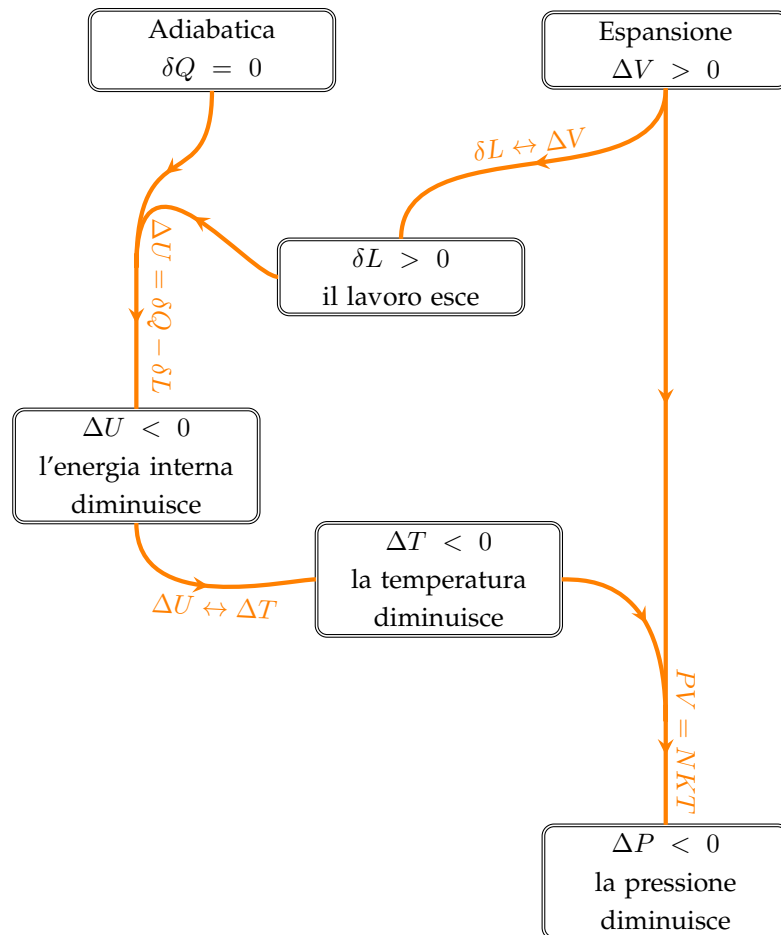 Adiabatica
δQ = 0
Espansione
ΔV > 0
δL ↔ ΔV
δL > 0
il lavoro esce
ΔU = δQ − δL
ΔU < 0
l'energia interna
diminuisce
ΔU ↔ ΔT
ΔT < 0
la temperatura
diminuisce
PV = NKT
ΔP < 0
la pressione
diminuisce